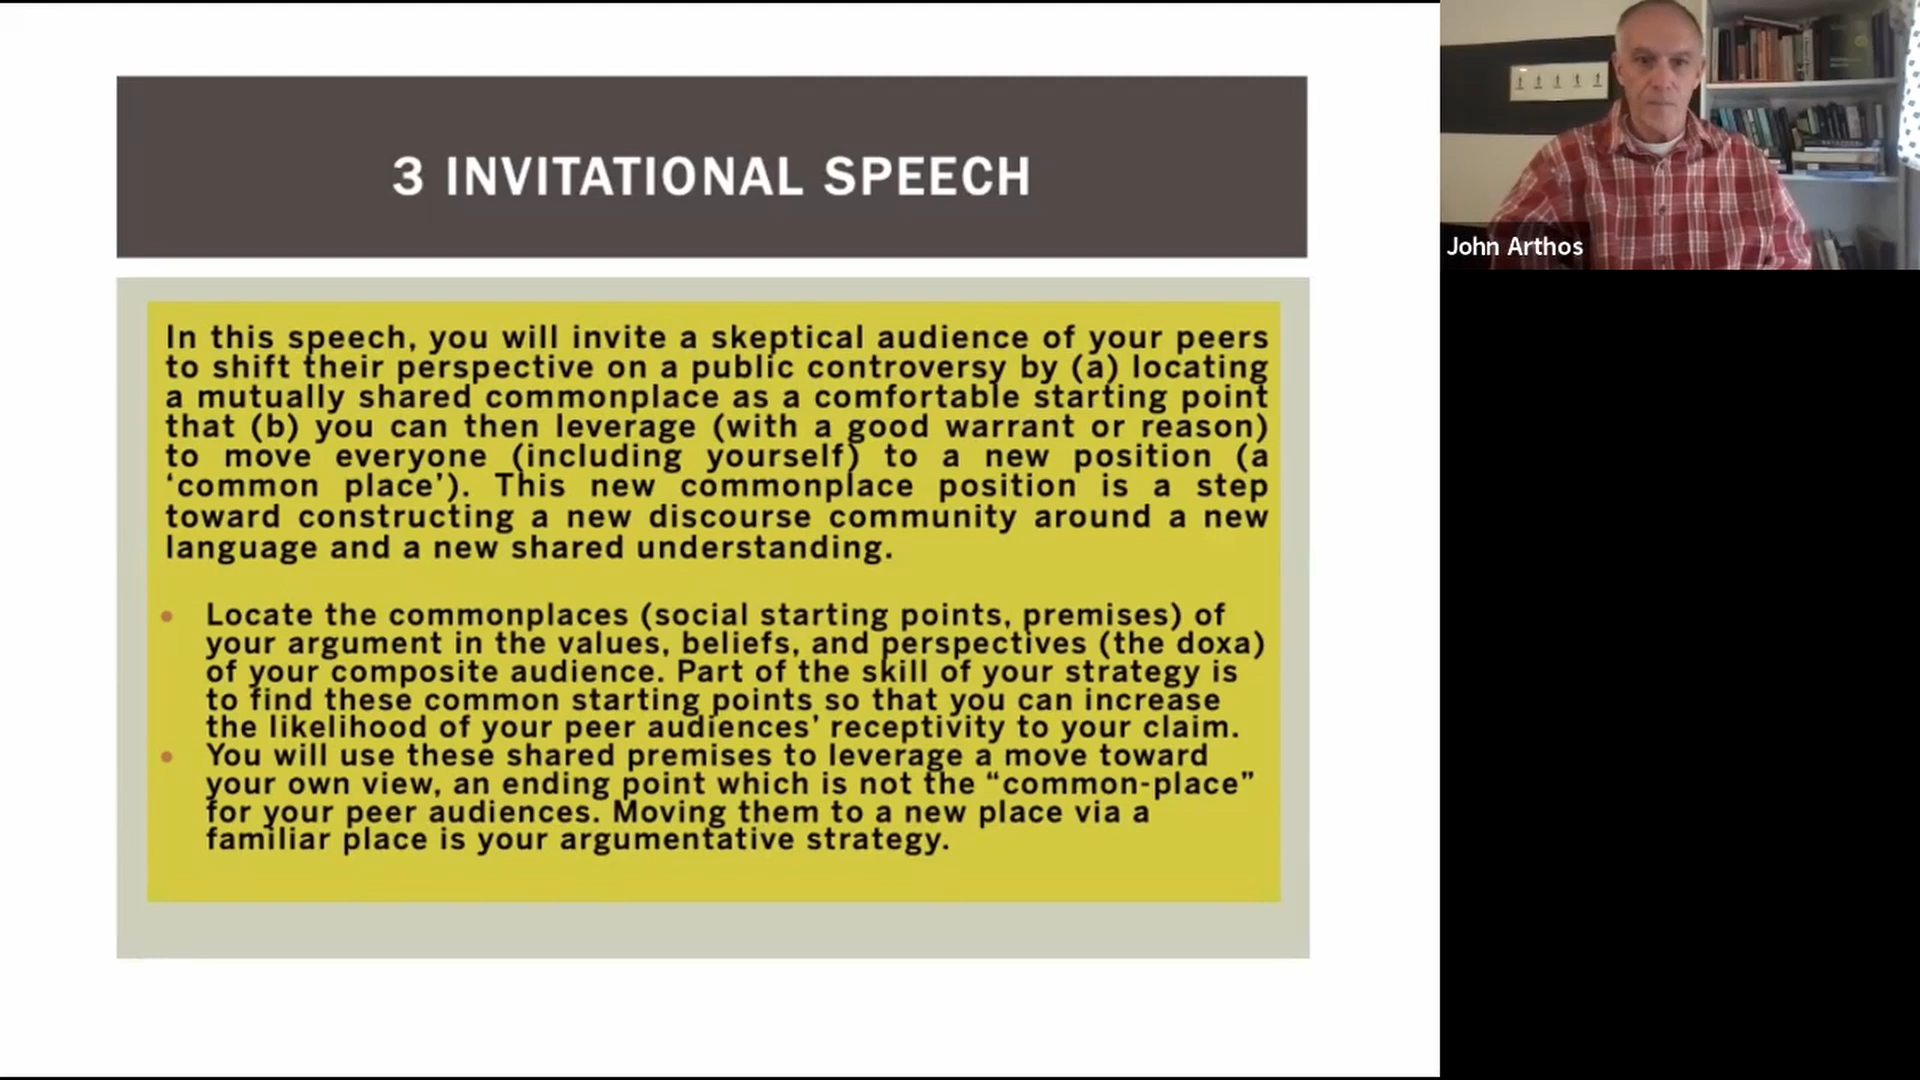 3 INVITATIONAL SPEECH
In this speech, you will invite a skeptical audience of your peers
to shift their perspective on a public controversy by (a) locating
a mutually shared commonplace as a comfortable starting point
that (b) you can then leverage (with a good warrant or reason)
to move everyone (including yourself) to a new position (a
‘common place’). This new commonplace position is a step
toward constructing a new discourse community around a new
language and a new shared understanding.
• Locate the commonplaces (social starting points, premises) of
your argument in the values, beliefs, and perspectives (the doxa)
of your composite audience. Part of the skill of your strategy is
to find these common starting points so that you can increase
the likelihood of your peer audiences’ receptivity to your claim.
• You will use these shared premises to leverage a move toward
your own view, an ending point which is not the “common-place”
for your peer audiences. Moving them to a new place via a
familiar place is your argumentative strategy.
John Arthos